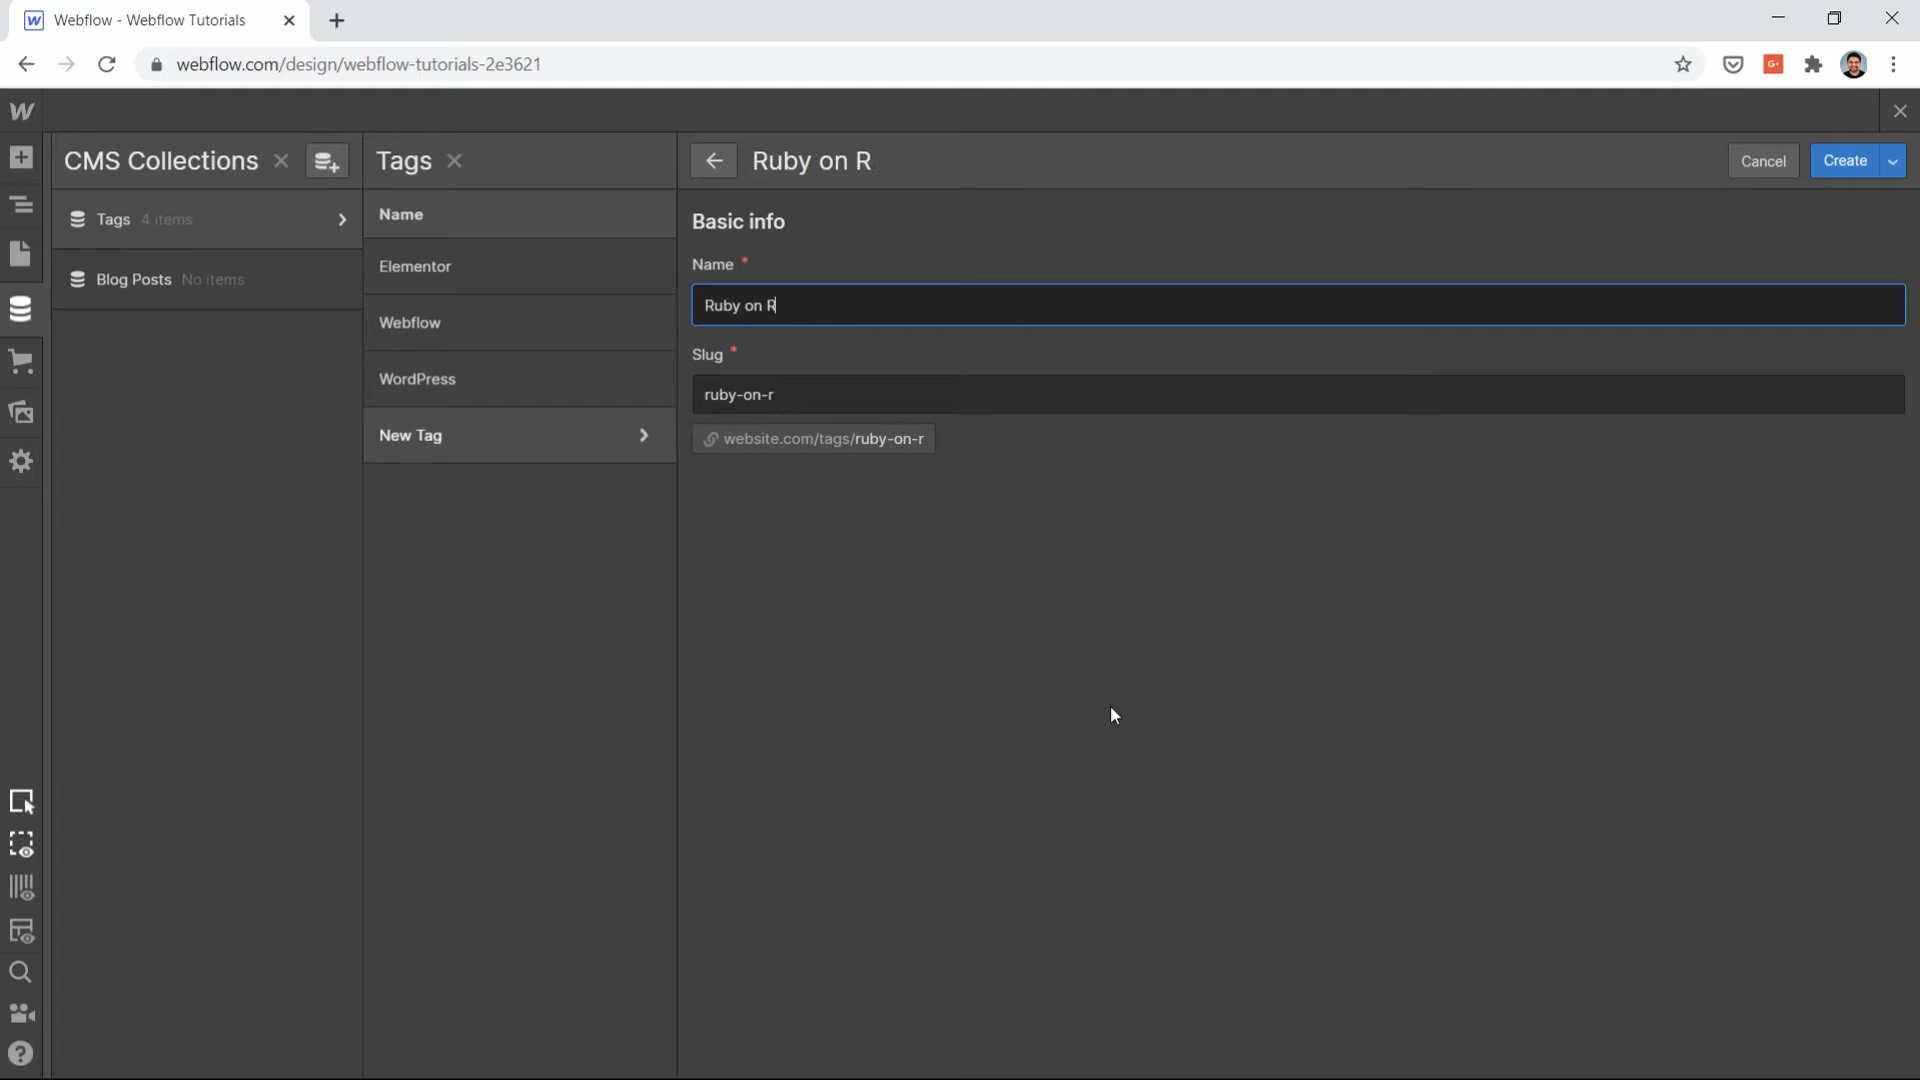 Webflow - Webflow Tutorials
webflow.com/design/webflow-tutorials-2e3621
CMS Collections
Tags
Ruby on R
Cancel
Create
Tags 4 items
Blog Posts No items
Name
Elementor
Webflow
WordPress
New Tag
Basic info
Name *
Ruby on R
Slug *
ruby-on-r
website.com/tags/ruby-on-r